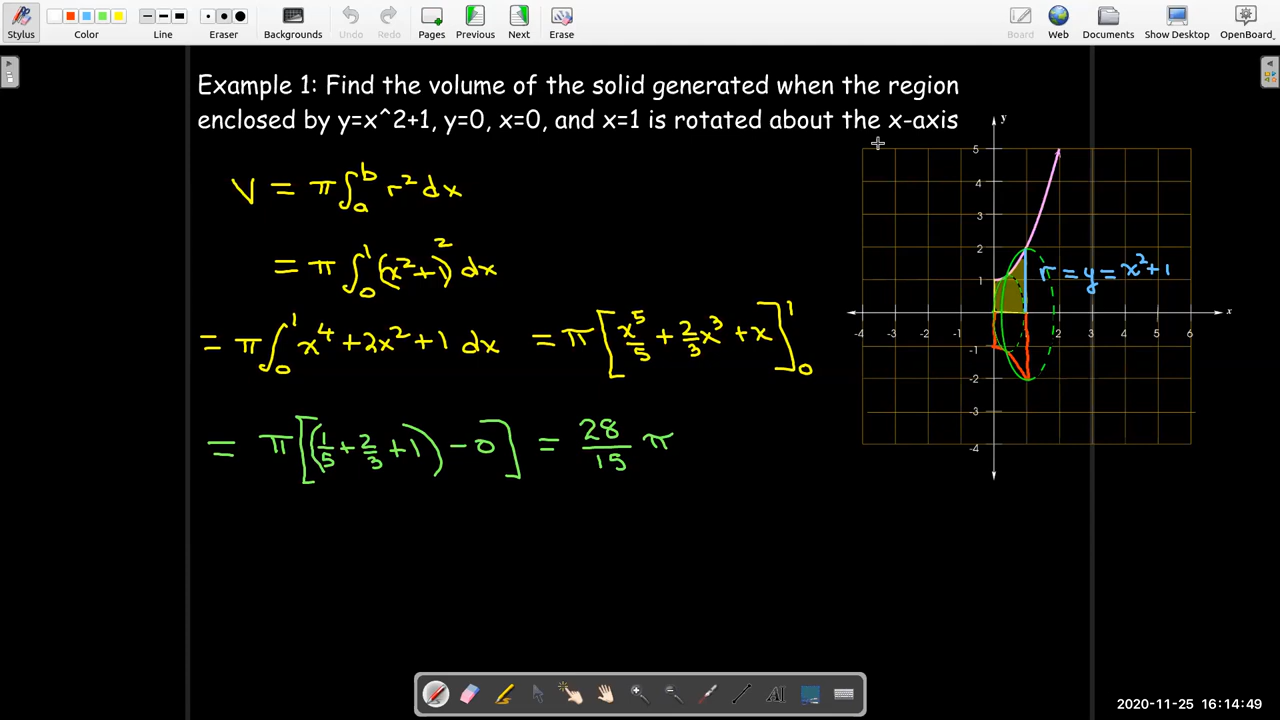 Stylus Color Line Eraser Backgrounds Undo Redo Pages Previous Next Erase Board Web Documents Show Desktop OpenBoard
Example 1: Find the volume of the solid generated when the region
enclosed by y=x^2+1, y=0, x=0, and x=1 is rotated about the x-axis
V = π∫ₐᵇ r² dx
= π ∫₀¹ (x²+1)² dx
= π∫₀¹ x⁴ + 2x² + 1 dx = π[x⁵/5 + 2/3 x³ + x]₀¹
= π[(1/5 + 2/3 + 1) - 0] = 28/15 π
y
5
4
3
2
1
r = y = x²+1
-4 -3 -2 -1 1 2 3 4 5 6 x
-1
-2
-3
-4
AI
2020-11-25 16:14:49